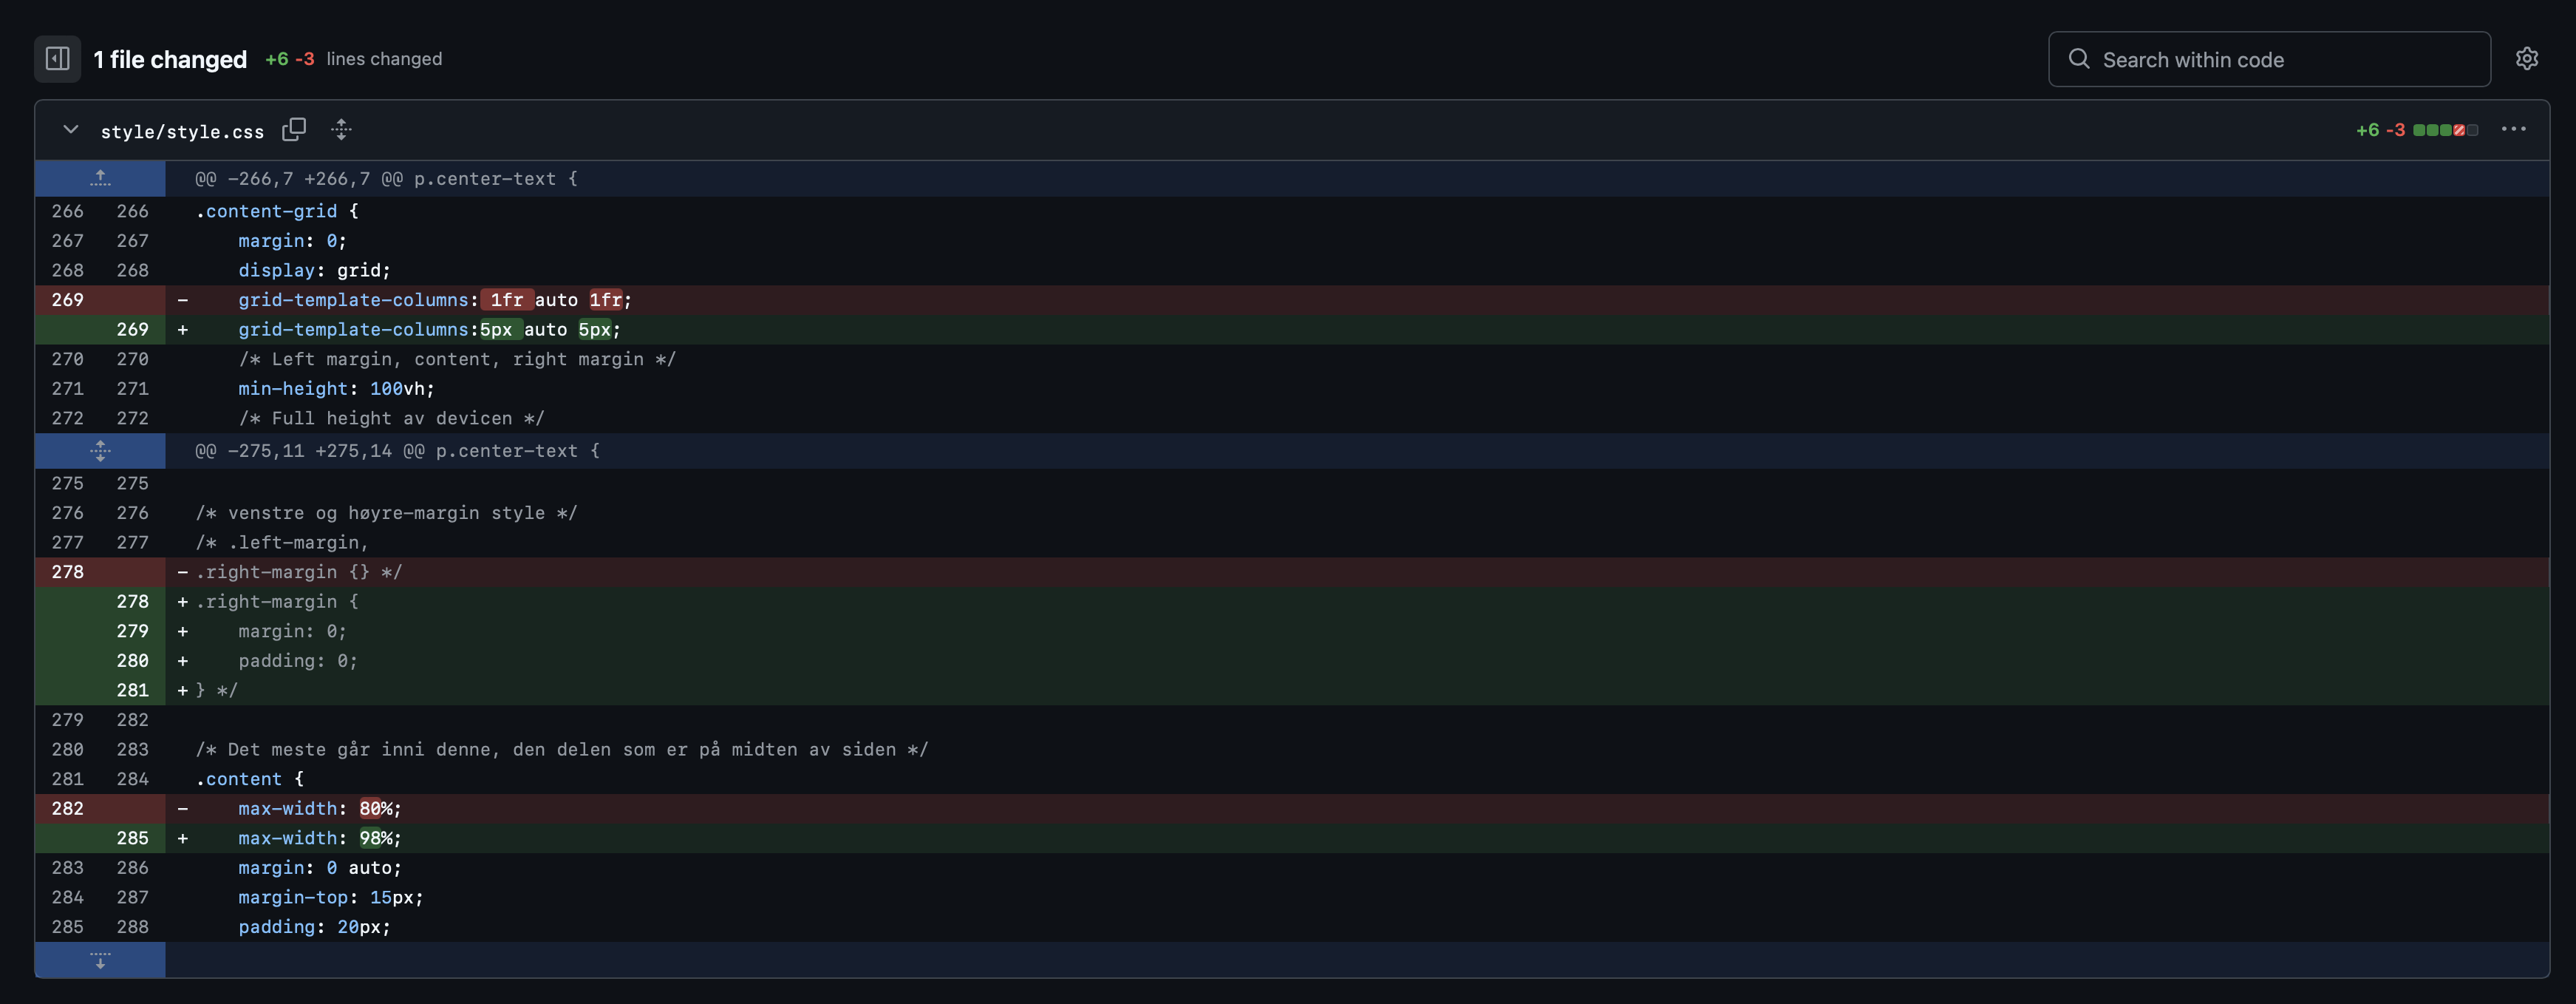 1 file changed +6 -3 lines changed
Search within code
style/style.css
+6 -3
@@ -266,7 +266,7 @@ p.center-text {
266 266 .content-grid {
267 267     margin: 0;
268 268     display: grid;
269 -     grid-template-columns: 1fr auto 1fr;
269 +     grid-template-columns:5px auto 5px;
270 270     /* Left margin, content, right margin */
271 271     min-height: 100vh;
272 272     /* Full height av devicen */
@@ -275,11 +275,14 @@ p.center-text {
275 275
276 276 /* venstre og høyre-margin style */
277 277 /* .left-margin,
278 - .right-margin {} */
278 + .right-margin {
279 +     margin: 0;
280 +     padding: 0;
281 + } */
279 282
280 283 /* Det meste går inni denne, den delen som er på midten av siden */
281 284 .content {
282 -     max-width: 80%;
285 +     max-width: 98%;
283 286     margin: 0 auto;
284 287     margin-top: 15px;
285 288     padding: 20px;